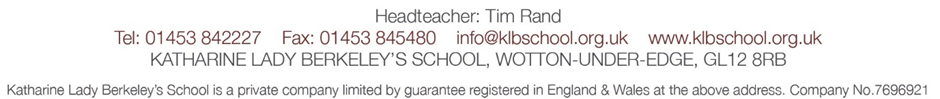 Headteacher: Tim Rand
Tel: 01453 842227 Fax: 01453 845480 info@klbschool.org.uk www.klbschool.org.uk
KATHARINE LADY BERKELEY'S SCHOOL, WOTTON-UNDER-EDGE, GL12 8RB
Katharine Lady Berkeley's School is a private company limited by guarantee registered in England & Wales at the above address. Company No.7696921